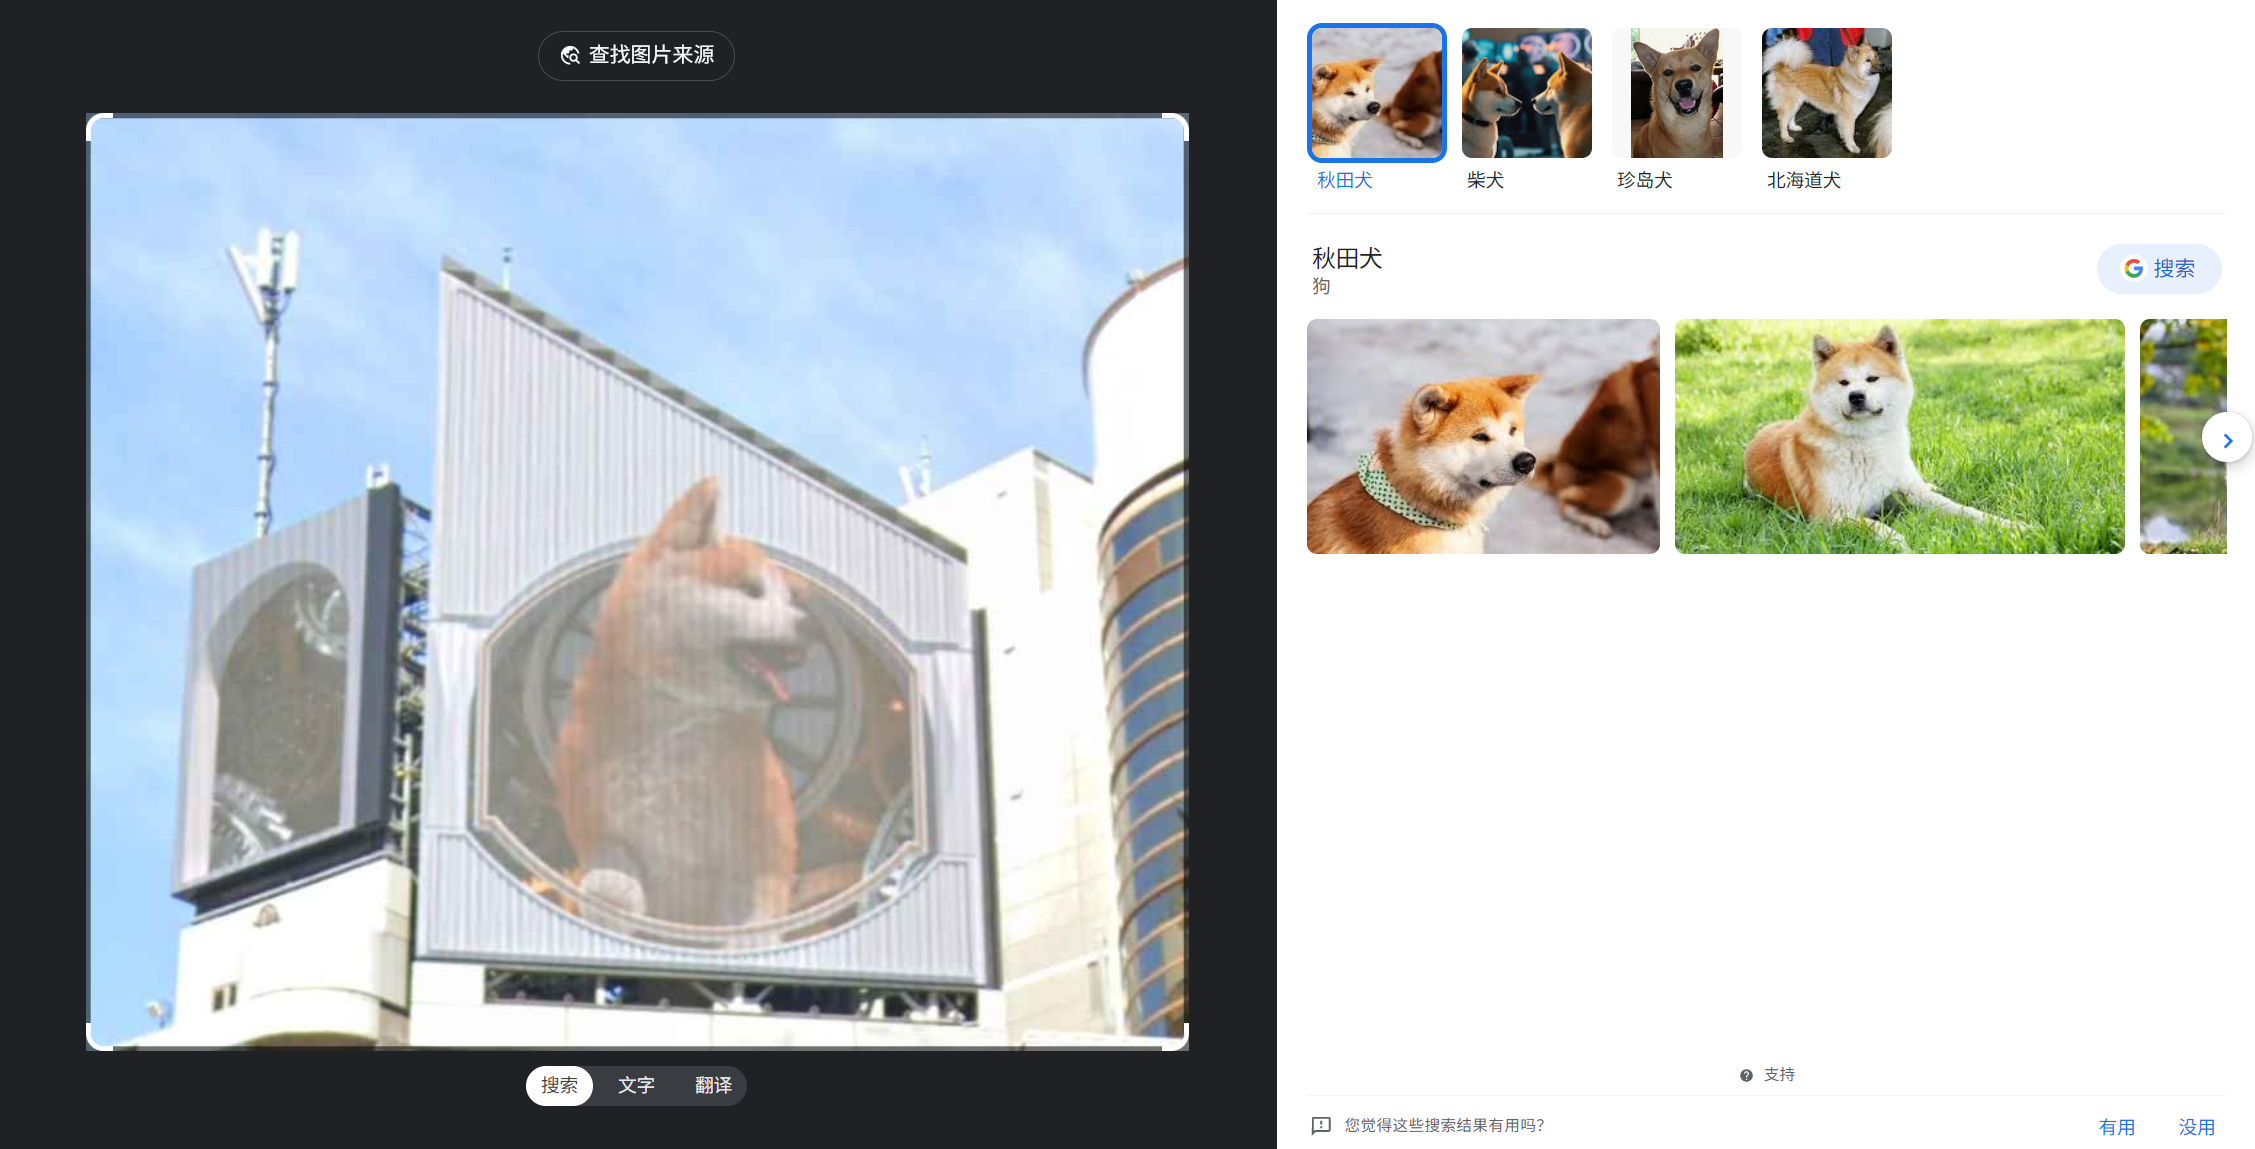 查找图片来源
搜索
文字
翻译
秋田犬
柴犬
珍岛犬
北海道犬
秋田犬
狗
搜索
支持
您觉得这些搜索结果有用吗?
有用
没用